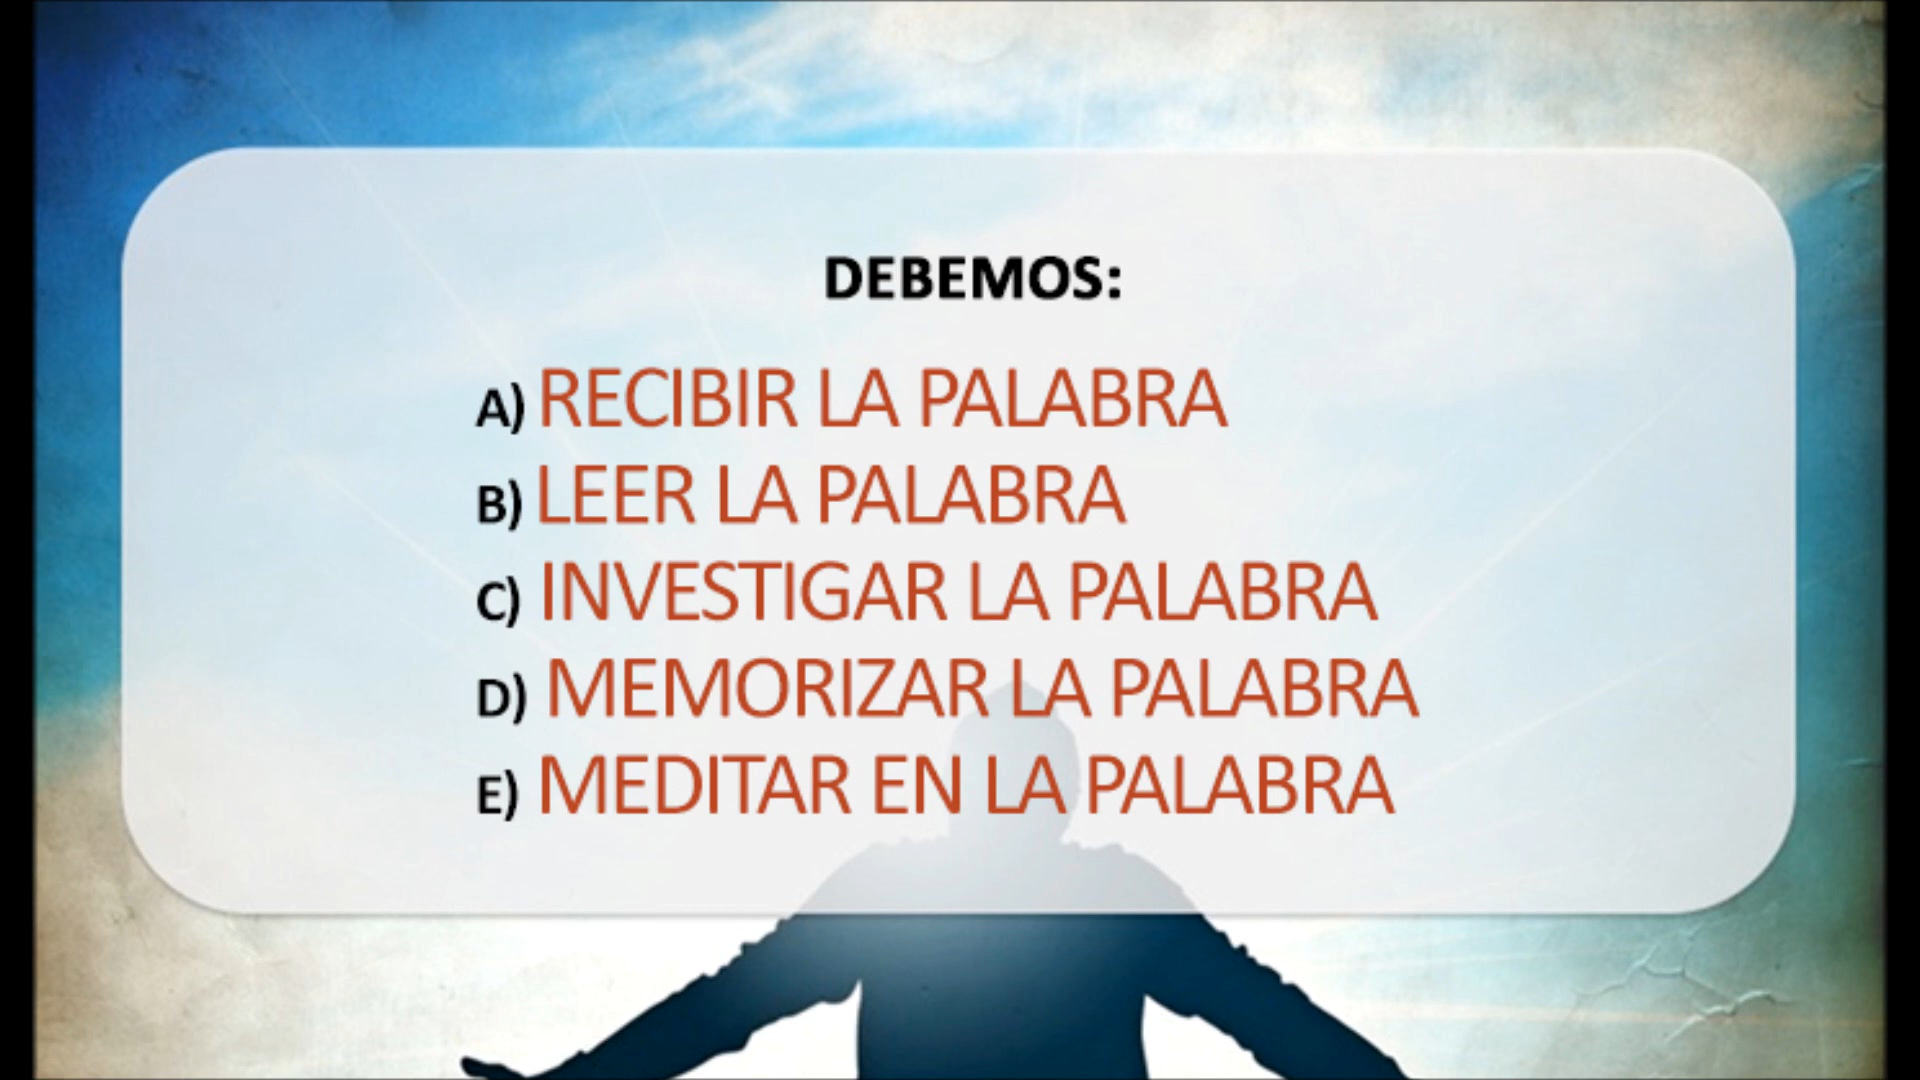 DEBEMOS:
A) RECIBIR LA PALABRA
B) LEER LA PALABRA
C) INVESTIGAR LA PALABRA
D) MEMORIZAR LA PALABRA
E) MEDITAR EN LA PALABRA